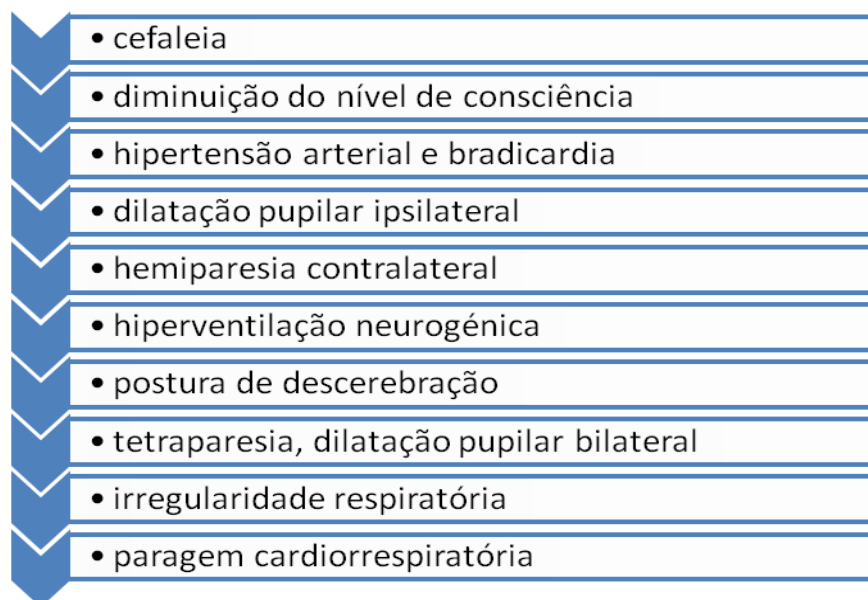 • cefaleia
• diminuição do nível de consciência
• hipertensão arterial e bradicardia
• dilatação pupilar ipsilateral
• hemiparesia contralateral
• hiperventilação neurogénica
• postura de descerebração
• tetraparesia, dilatação pupilar bilateral
• irregularidade respiratória
• paragem cardiorrespiratória